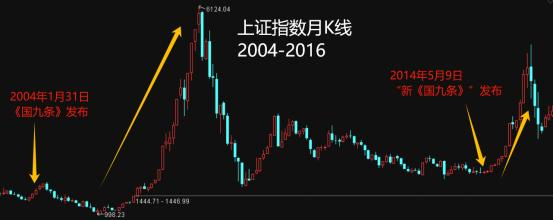 6124.04
上证指数月K线
2004-2016
2004年1月31日
《国九条》发布
2014年5月9日
“新《国九条》”发布
1444.71 - 1446.99
998.23